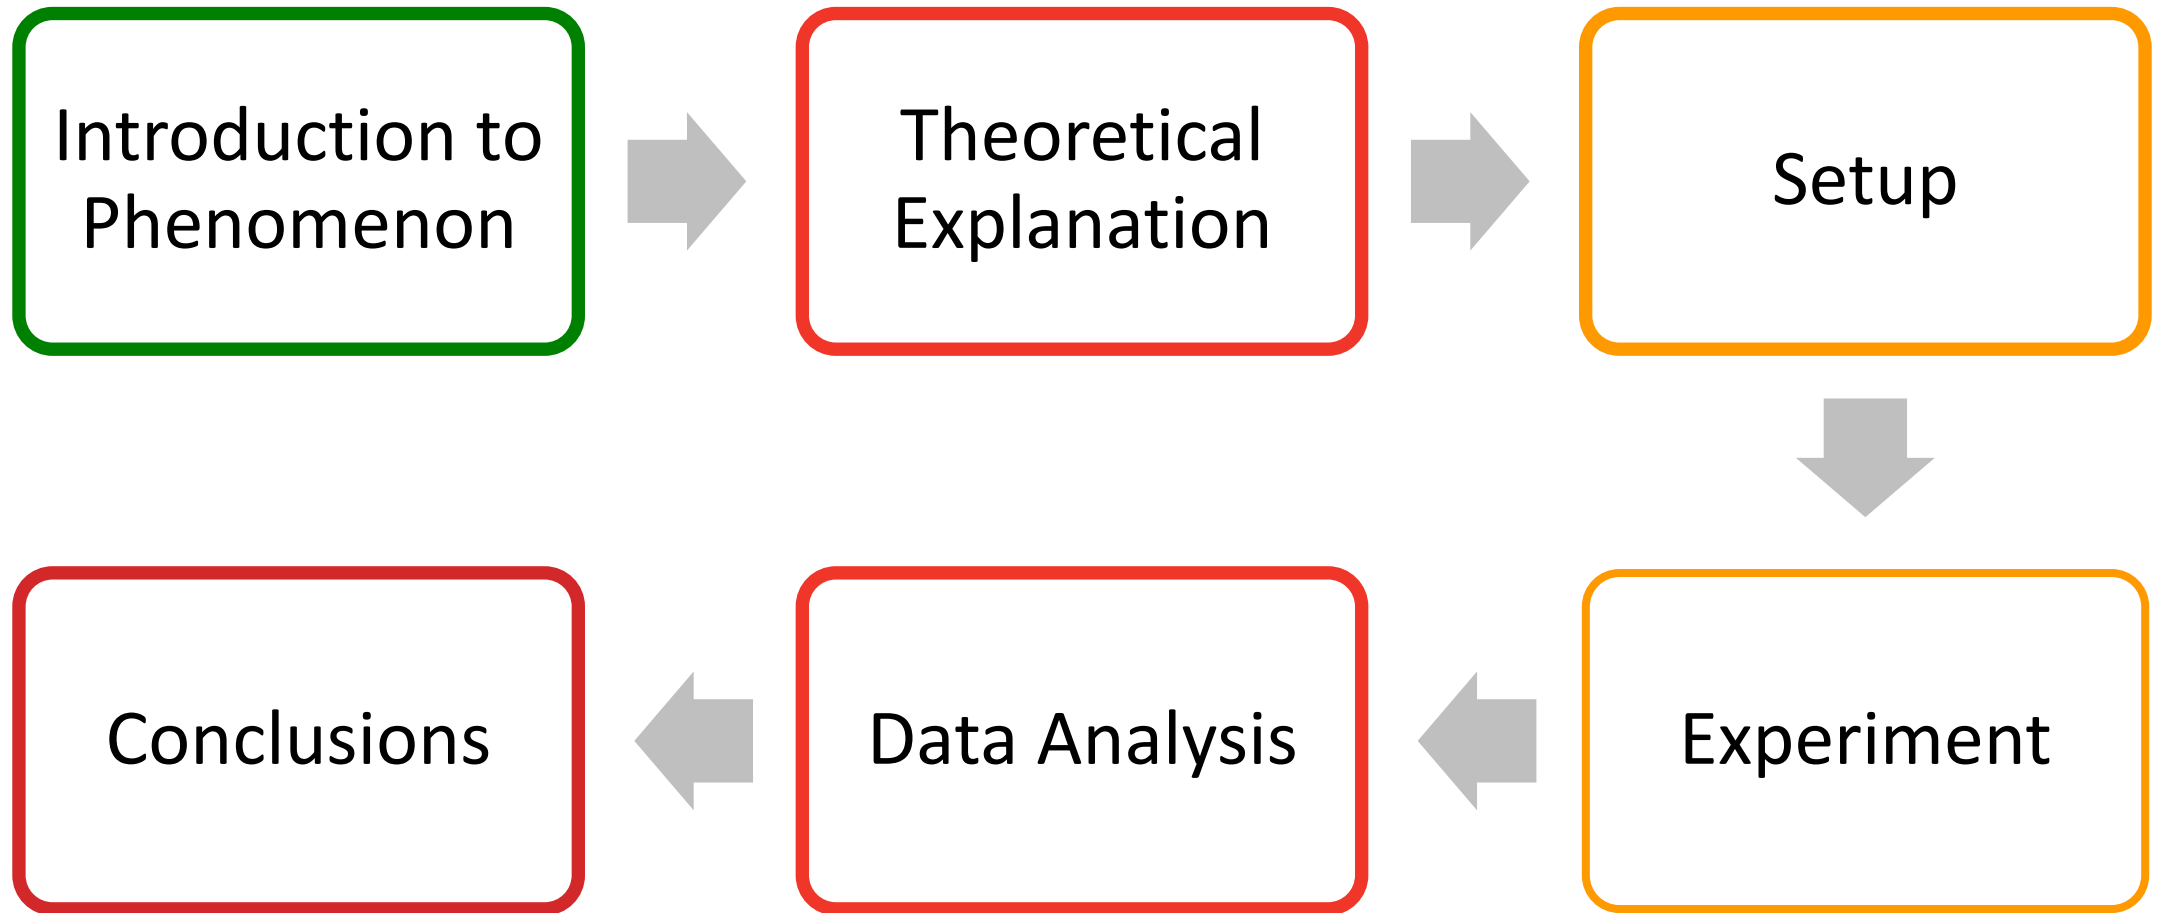 Introduction to
Phenomenon
Theoretical
Explanation
Setup
Experiment
Data Analysis
Conclusions